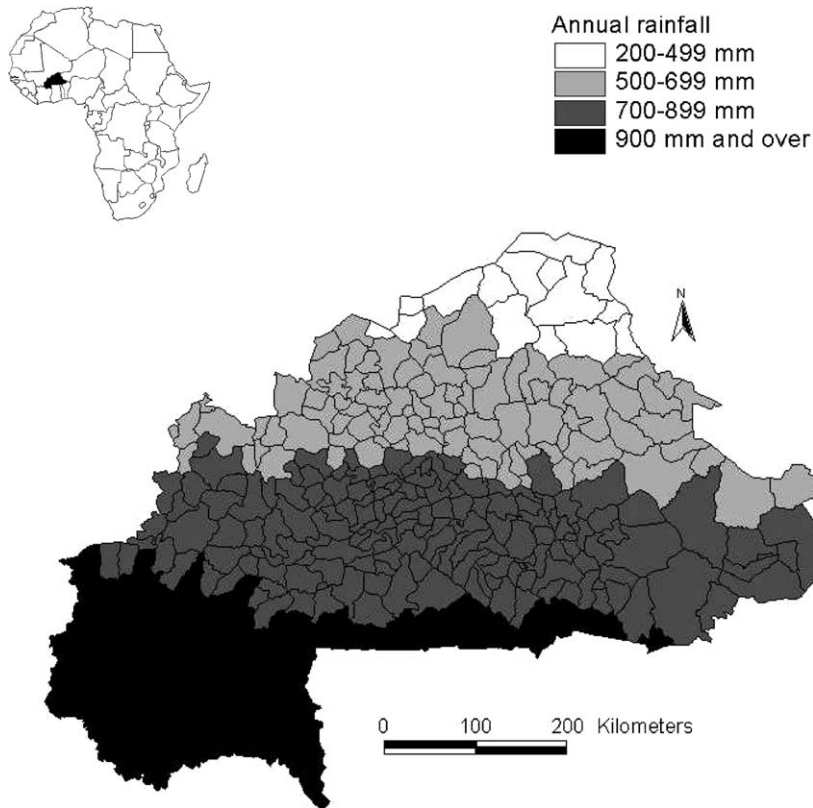 Annual rainfall
200-499 mm
500-699 mm
700-899 mm
900 mm and over
N
0 100 200 Kilometers